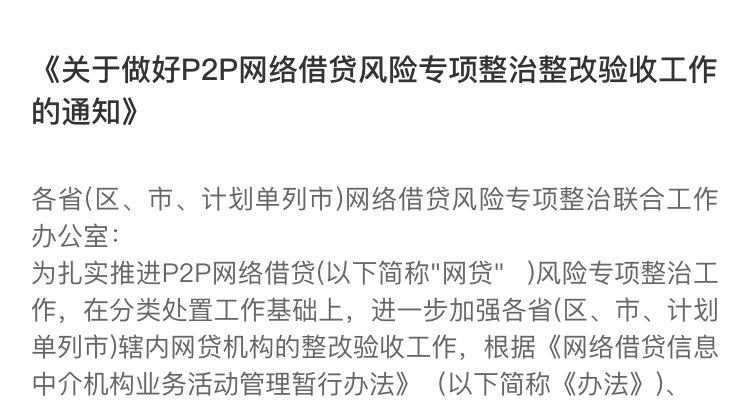 《关于做好P2P网络借贷风险专项整治整改验收工作
的通知》
各省(区、市、计划单列市)网络借贷风险专项整治联合工作
办公室：
为扎实推进P2P网络借贷(以下简称"网贷" )风险专项整治工
作，在分类处置工作基础上，进一步加强各省(区、市、计划
单列市)辖内网贷机构的整改验收工作，根据《网络借贷信息
中介机构业务活动管理暂行办法》（以下简称《办法》)、